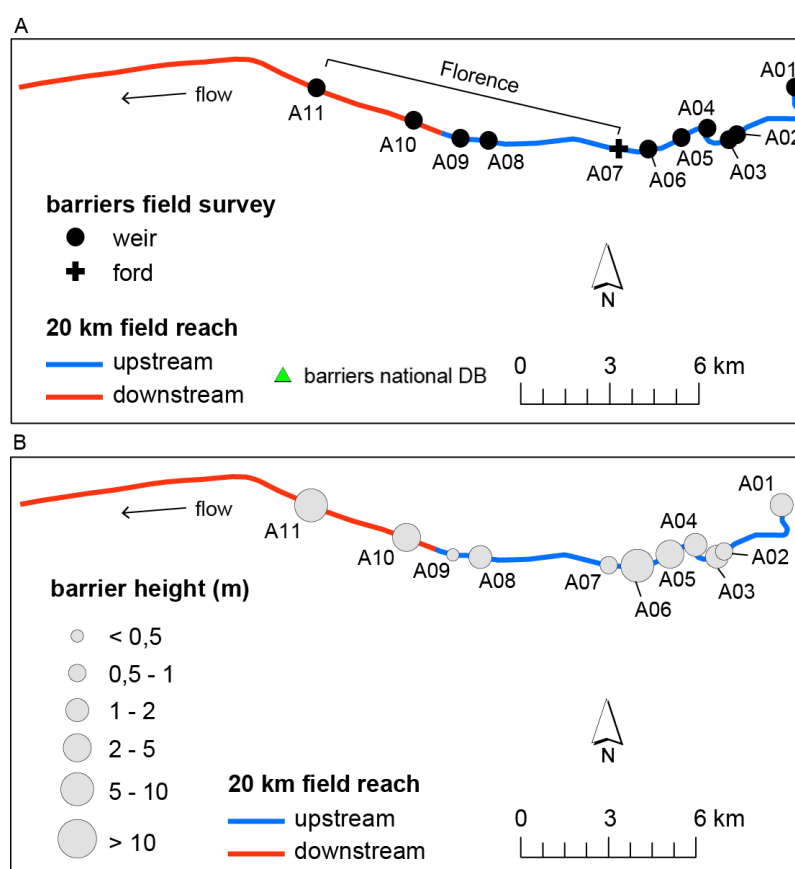 A
A01
Florence
flow
A11
A04
A10
A02
A09
A08
A07
A05
A03
A06
barriers field survey
weir
ford
N
20 km field reach
upstream
0 3 6 km
barriers national DB
downstream
B
A01
flow
A11
A04
A10
A02
A09
A08
A07
A05
A03
A06
barrier height (m)
< 0,5
0,5 - 1
1 - 2
2 - 5
N
5 - 10
20 km field reach
upstream
0 3 6 km
> 10
downstream